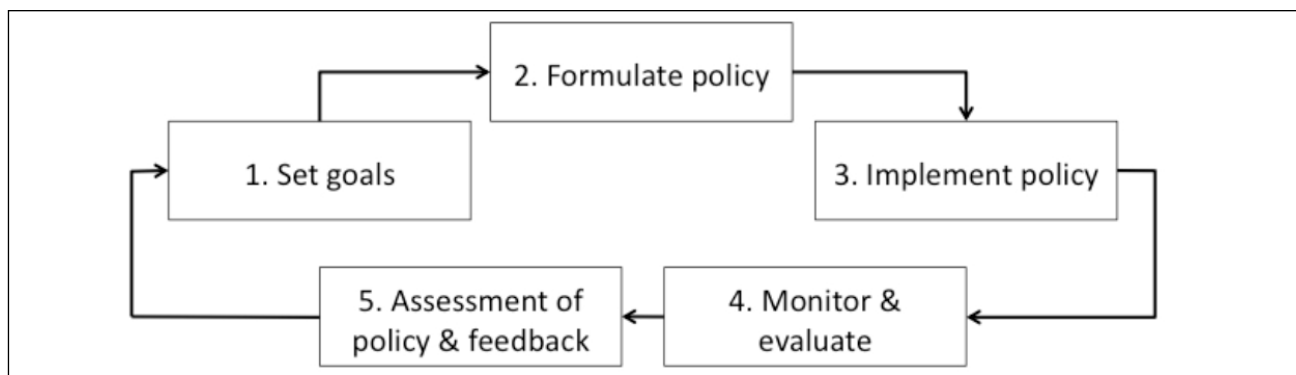 1. Set goals
2. Formulate policy
3. Implement policy
4. Monitor &
evaluate
5. Assessment of
policy & feedback